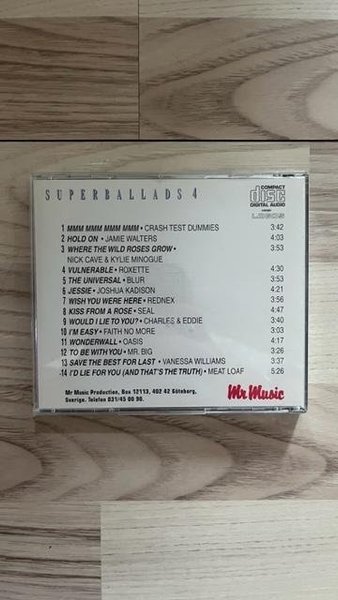 SUPERBALLADS 4
COMPACT
disc
DIGITAL AUDIO
1 MMM MMM MMM MMM • CRASH TEST DUMMIES 3:42
2 HOLD ON • JAMIE WALTERS 4:03
3 WHERE THE WILD ROSES GROW • 3:53
NICK CAVE & KYLIE MINOGUE
4 VULNERABLE • ROXETTE 4:30
5 THE UNIVERSAL • BLUR 3:53
6 JESSIE • JOSHUA KADISON 4:21
7 WISH YOU WERE HERE • REDNEX 3:56
8 KISS FROM A ROSE • SEAL 4:47
9 WOULD I LIE TO YOU? • CHARLES & EDDIE 4:10
10 I'M EASY • FAITH NO MORE 3:03
11 WONDERWALL • OASIS 4:17
12 TO BE WITH YOU • MR. BIG 3:25
13 SAVE THE BEST FOR LAST • VANESSA WILLIAMS 3:37
14 I'D LIE FOR YOU (AND THAT'S THE TRUTH) • MEAT LOAF 5:26
Mr Music Production, Box 12113, 402 42 Göteborg,
Sverige. Telefon 031/45 00 90.
Mr Music